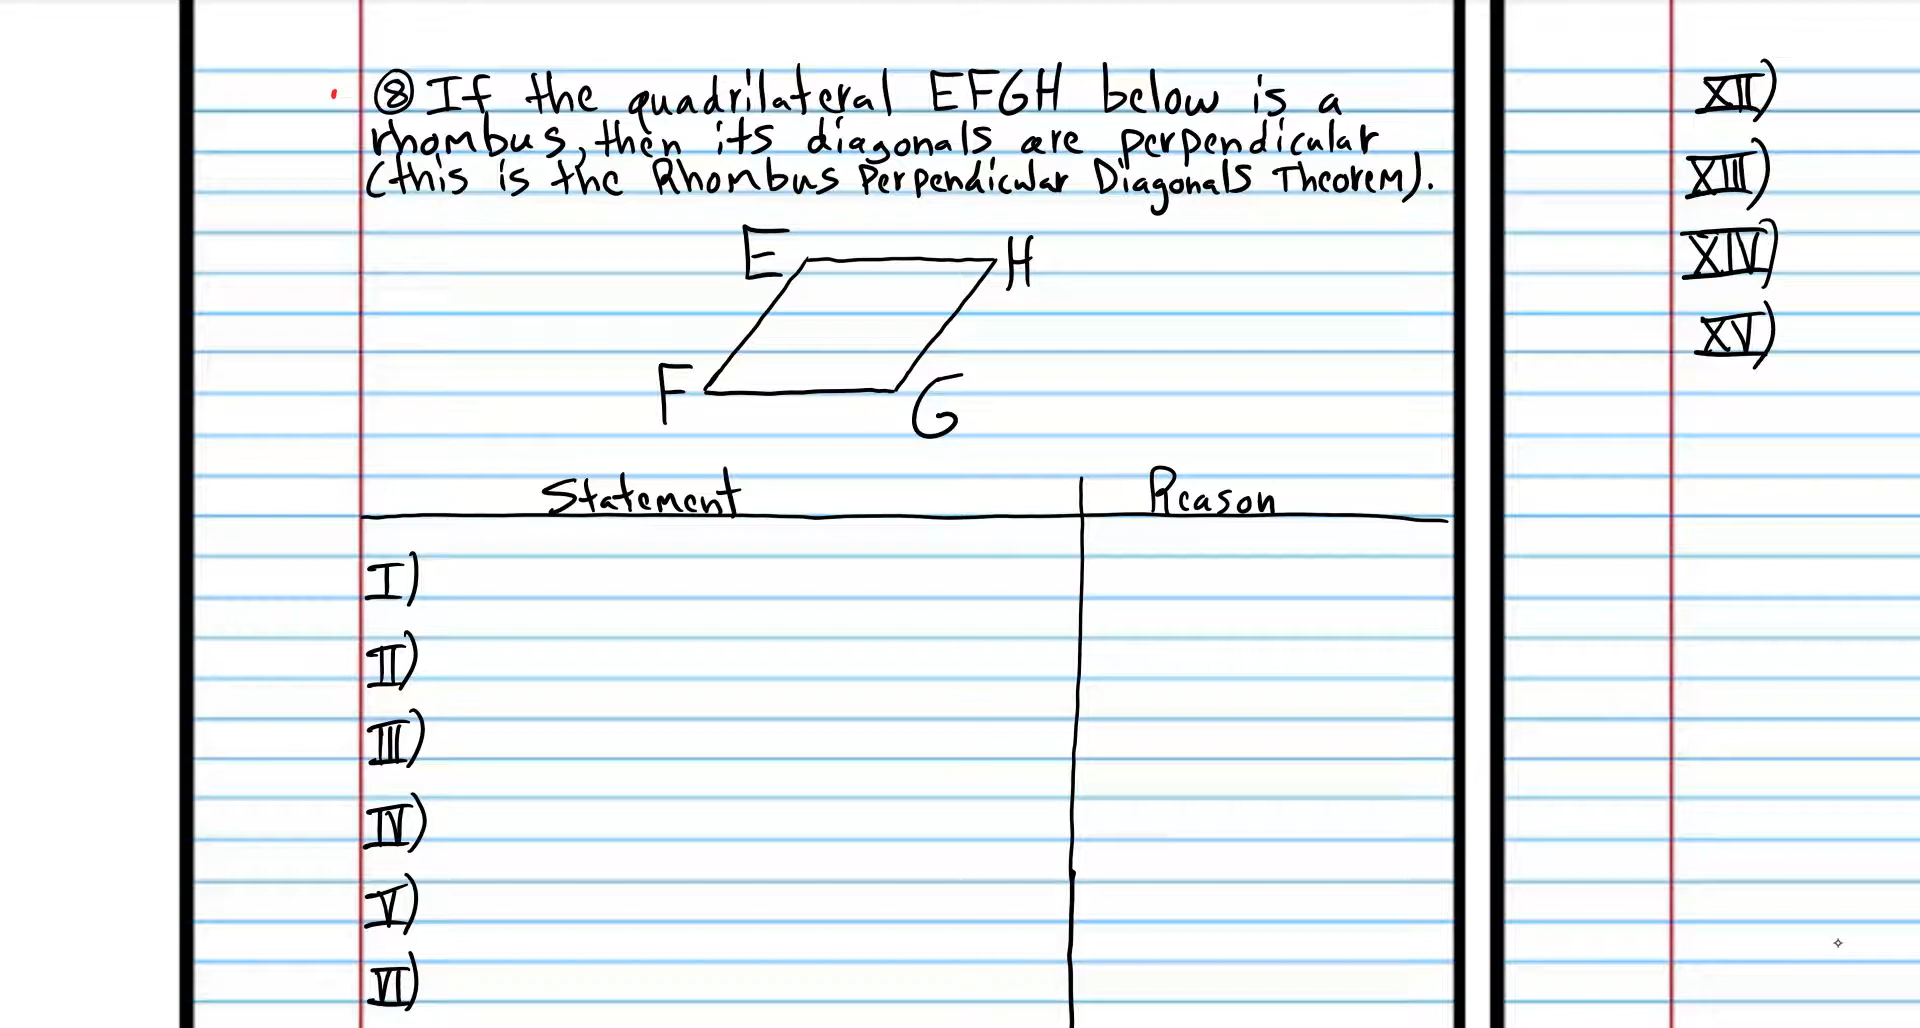 ⑧ If the quadrilateral EFGH below is a
rhombus, then its diagonals are perpendicular
(this is the Rhombus Perpendicular Diagonals Theorem).
E
H
F
G
Statement
Reason
I)
II)
III)
IV)
V)
VI)
XII)
XIII)
XIV)
XV)